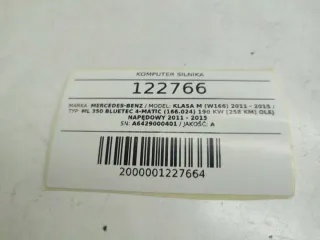 KOMPUTER SILNIKA
122766
MARKA: MERCEDES-BENZ / MODEL: KLASA M (W166) 2011 - 2015 /
TYP: ML 350 BLUETEC 4-MATIC (166.024) 190 KW [258 KM] OLEJ
NAPĘDOWY 2011 - 2015
SN: A6429000401 / JAKOŚĆ: A
2000001227664